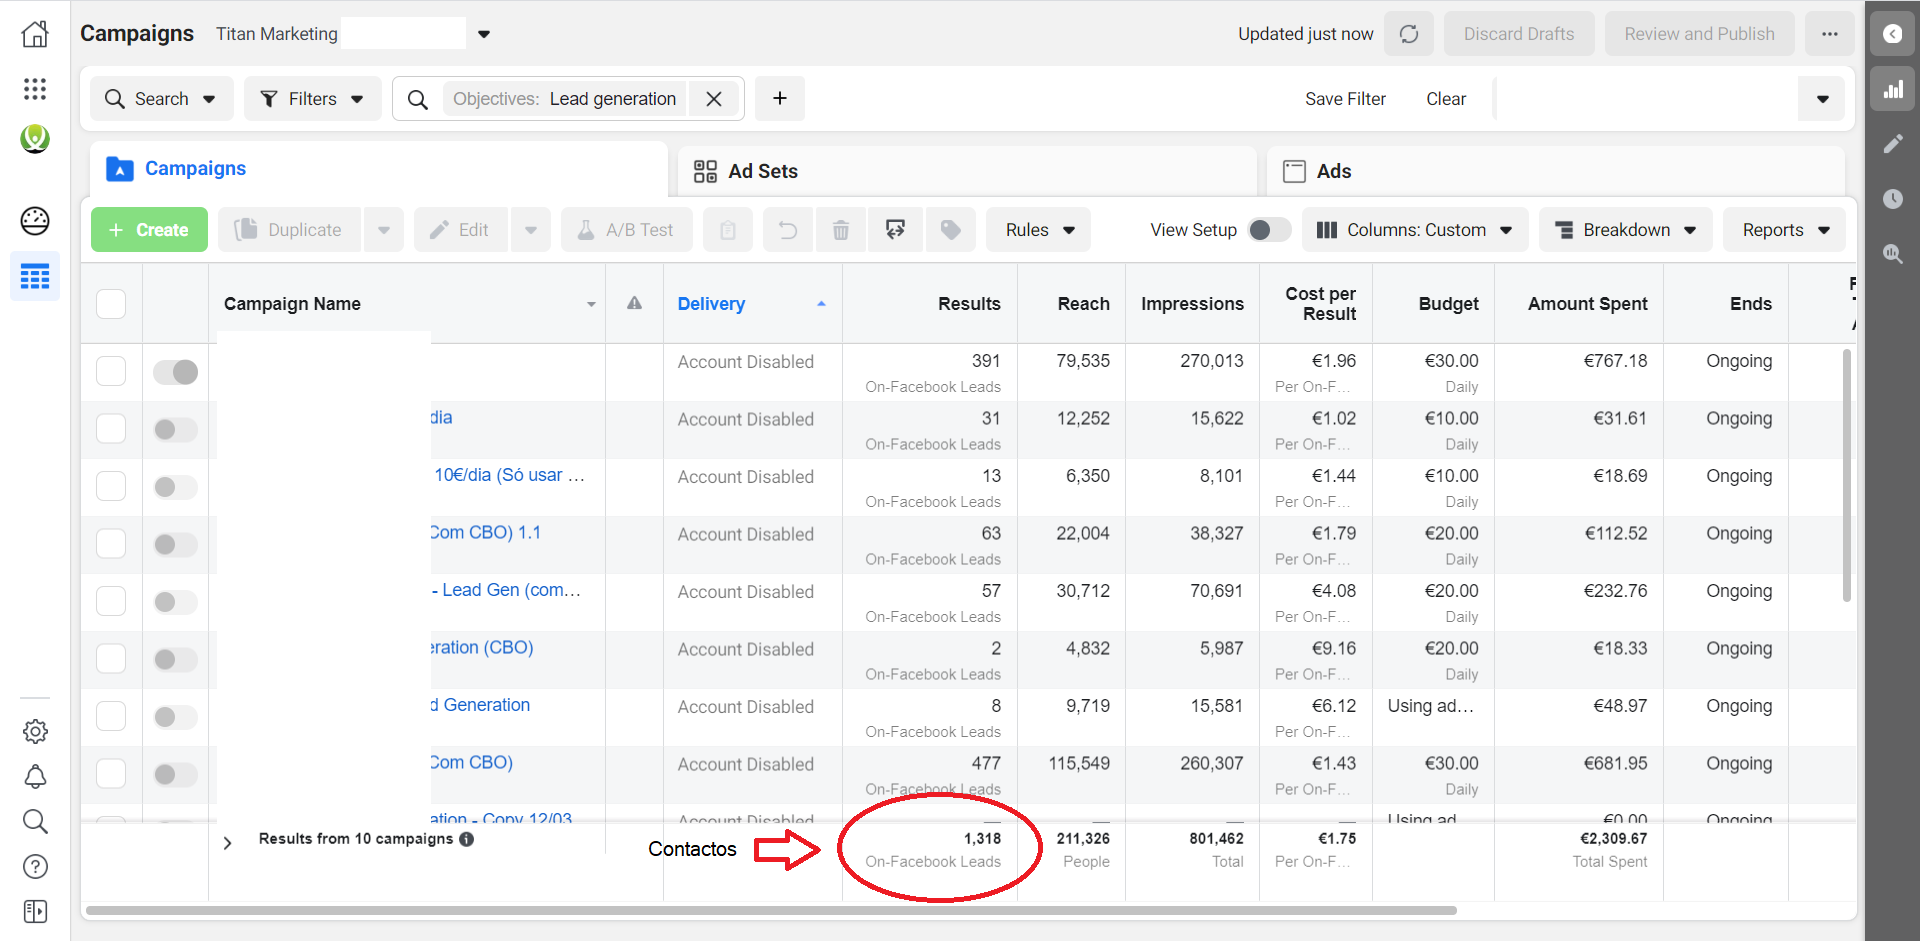 Campaigns Titan Marketing Updated just now Discard Drafts Review and Publish
Search Filters Objectives: Lead generation Save Filter Clear
Campaigns Ad Sets Ads
+ Create Duplicate Edit A/B Test Rules View Setup Columns: Custom Breakdown Reports
Campaign Name Delivery Results Reach Impressions Cost per Result Budget Amount Spent Ends
Account Disabled 391 79,535 270,013 €1.96 €30.00 €767.18 Ongoing
On-Facebook Leads Per On-F... Daily
dia Account Disabled 31 12,252 15,622 €1.02 €10.00 €31.61 Ongoing
On-Facebook Leads Per On-F... Daily
10€/dia (Só usar ... Account Disabled 13 6,350 8,101 €1.44 €10.00 €18.69 Ongoing
On-Facebook Leads Per On-F... Daily
Com CBO) 1.1 Account Disabled 63 22,004 38,327 €1.79 €20.00 €112.52 Ongoing
On-Facebook Leads Per On-F... Daily
- Lead Gen (com... Account Disabled 57 30,712 70,691 €4.08 €20.00 €232.76 Ongoing
On-Facebook Leads Per On-F... Daily
eration (CBO) Account Disabled 2 4,832 5,987 €9.16 €20.00 €18.33 Ongoing
On-Facebook Leads Per On-F... Daily
d Generation Account Disabled 8 9,719 15,581 €6.12 Using ad... €48.97 Ongoing
On-Facebook Leads Per On-F...
Com CBO) Account Disabled 477 115,549 260,307 €1.43 €30.00 €681.95 Ongoing
On-Facebook Leads Per On-F... Daily
ation - Copy 12/03 Account Disabled — — — — Using ad €0.00 Ongoing
Results from 10 campaigns 1,318 211,326 801,462 €1.75 €2,309.67
Contactos On-Facebook Leads People Total Per On-F... Total Spent